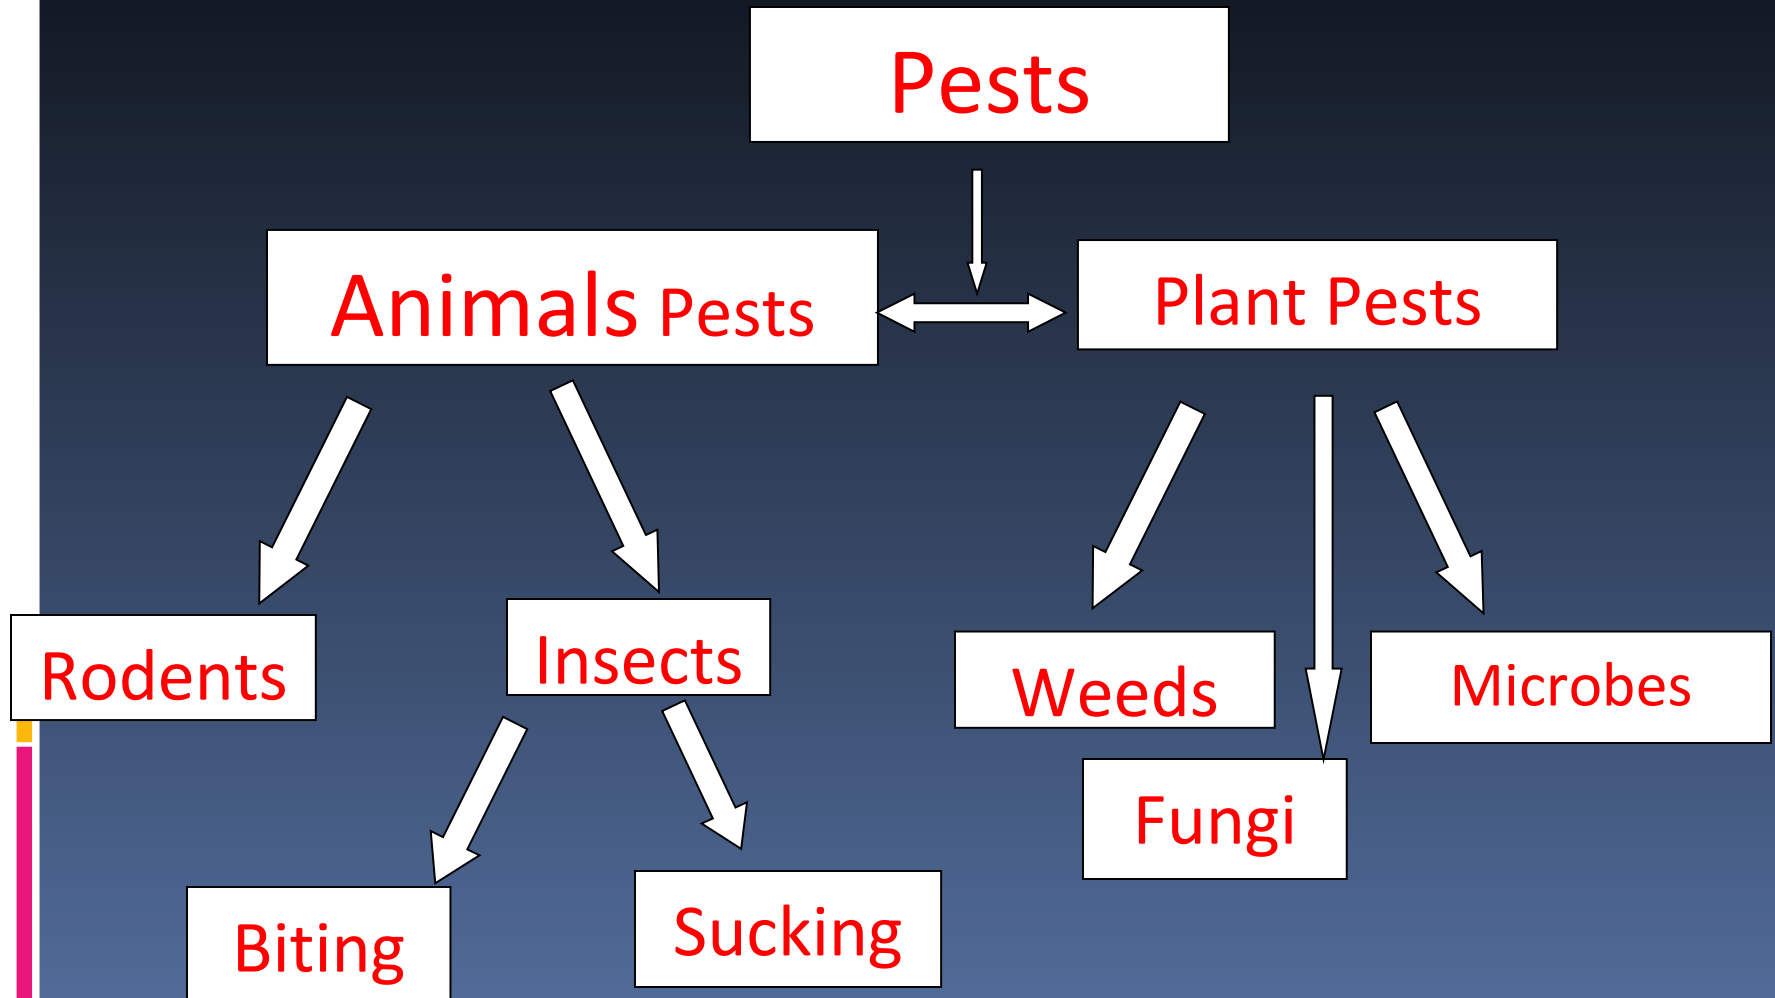 Pests
Animals Pests
Plant Pests
Rodents
Insects
Weeds
Microbes
Fungi
Biting
Sucking